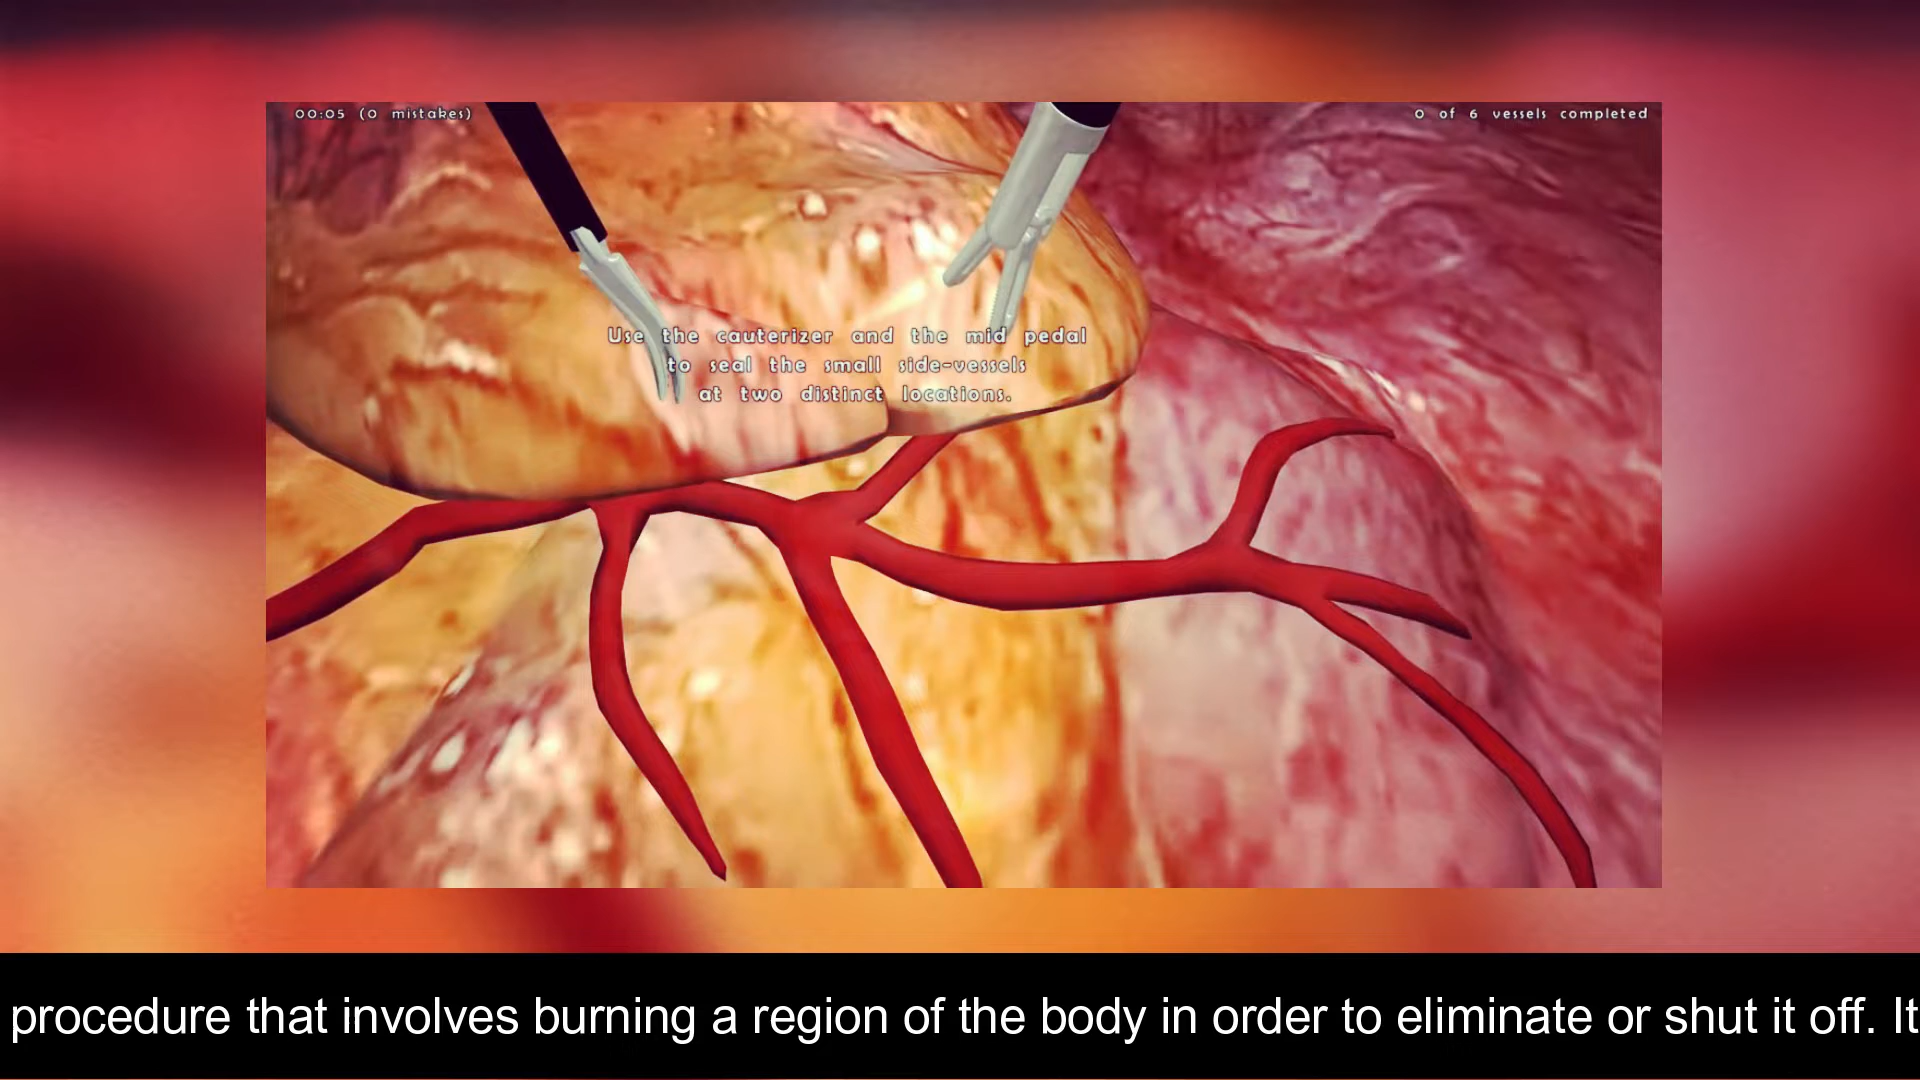 00:05 (0 mistakes)
0 of 6 vessels completed
Use the cauterizer and the mid pedal
to seal the small side-vessels
at two distinct locations.
procedure that involves burning a region of the body in order to eliminate or shut it off. It